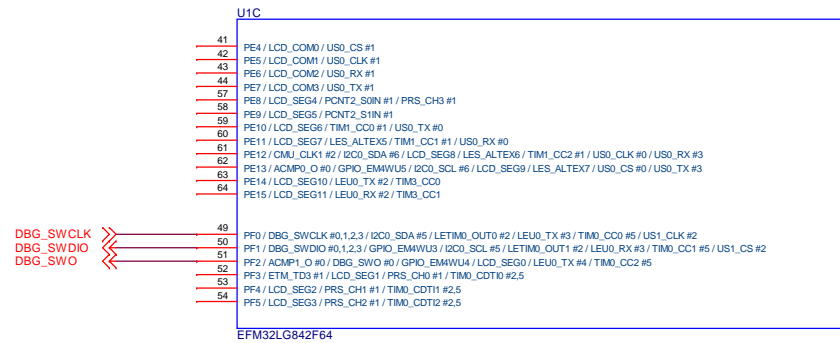 U1C
41 PE4 / LCD_COM0 / US0_CS #1
42 PE5 / LCD_COM1 / US0_CLK #1
43 PE6 / LCD_COM2 / US0_RX #1
44 PE7 / LCD_COM3 / US0_TX #1
57 PE8 / LCD_SEG4 / PCNT2_S0IN #1 / PRS_CH3 #1
58 PE9 / LCD_SEG5 / PCNT2_S1IN #1
59 PE10 / LCD_SEG6 / TIM1_CC0 #1 / US0_TX #0
60 PE11 / LCD_SEG7 / LES_ALTEX5 / TIM1_CC1 #1 / US0_RX #0
61 PE12 / CMU_CLK1 #2 / I2C0_SDA #6 / LCD_SEG8 / LES_ALTEX6 / TIM1_CC2 #1 / US0_CLK #0 / US0_RX #3
62 PE13 / ACMP0_O #0 / GPIO_EM4WU5 / I2C0_SCL #6 / LCD_SEG9 / LES_ALTEX7 / US0_CS #0 / US0_TX #3
63 PE14 / LCD_SEG10 / LEU0_TX #2 / TIM3_CC0
64 PE15 / LCD_SEG11 / LEU0_RX #2 / TIM3_CC1
DBG_SWCLK 49 PF0 / DBG_SWCLK #0,1,2,3 / I2C0_SDA #5 / LETIM0_OUT0 #2 / LEU0_TX #3 / TIM0_CC0 #5 / US1_CLK #2
DBG_SWDIO 50 PF1 / DBG_SWDIO #0,1,2,3 / GPIO_EM4WU3 / I2C0_SCL #5 / LETIM0_OUT1 #2 / LEU0_RX #3 / TIM0_CC1 #5 / US1_CS #2
DBG_SWO 51 PF2 / ACMP1_O #0 / DBG_SWO #0 / GPIO_EM4WU4 / LCD_SEG0 / LEU0_TX #4 / TIM0_CC2 #5
52 PF3 / ETM_TD3 #1 / LCD_SEG1 / PRS_CH0 #1 / TIM0_CDTI0 #2,5
53 PF4 / LCD_SEG2 / PRS_CH1 #1 / TIM0_CDTI1 #2,5
54 PF5 / LCD_SEG3 / PRS_CH2 #1 / TIM0_CDTI2 #2,5
EFM32LG842F64